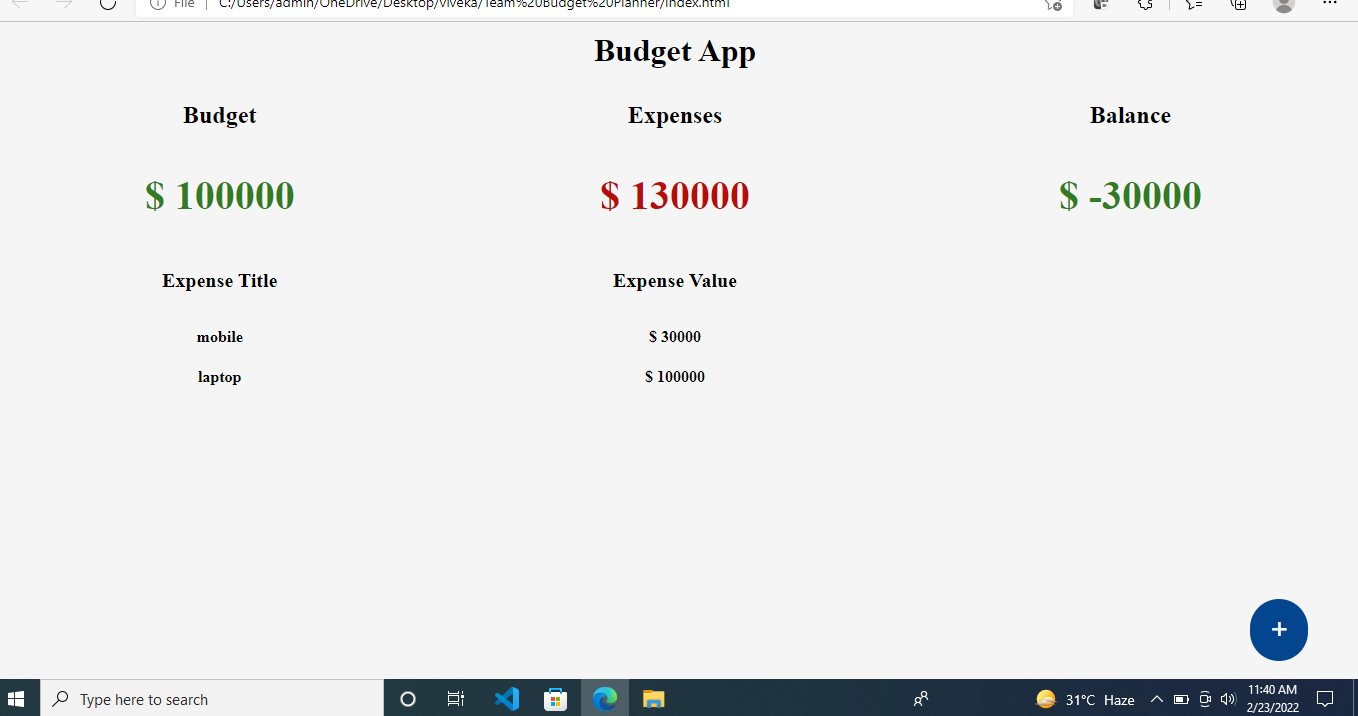 File
C:/Users/admin/OneDrive/Desktop/viveka/Team%20Budget%20Planner/index.html
Budget App
Budget Expenses Balance
$ 100000 $ 130000 $ -30000
Expense Title Expense Value
mobile $ 30000
laptop $ 100000
+
Type here to search
31°C Haze
11:40 AM
2/23/2022